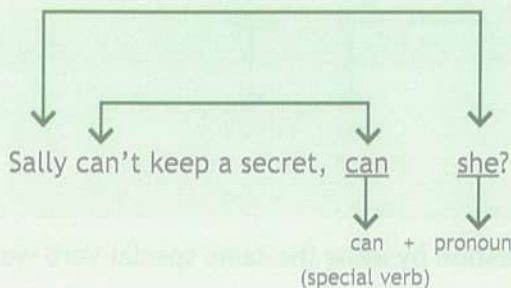 Sally can't keep a secret, can she?
can + pronoun
(special verb)